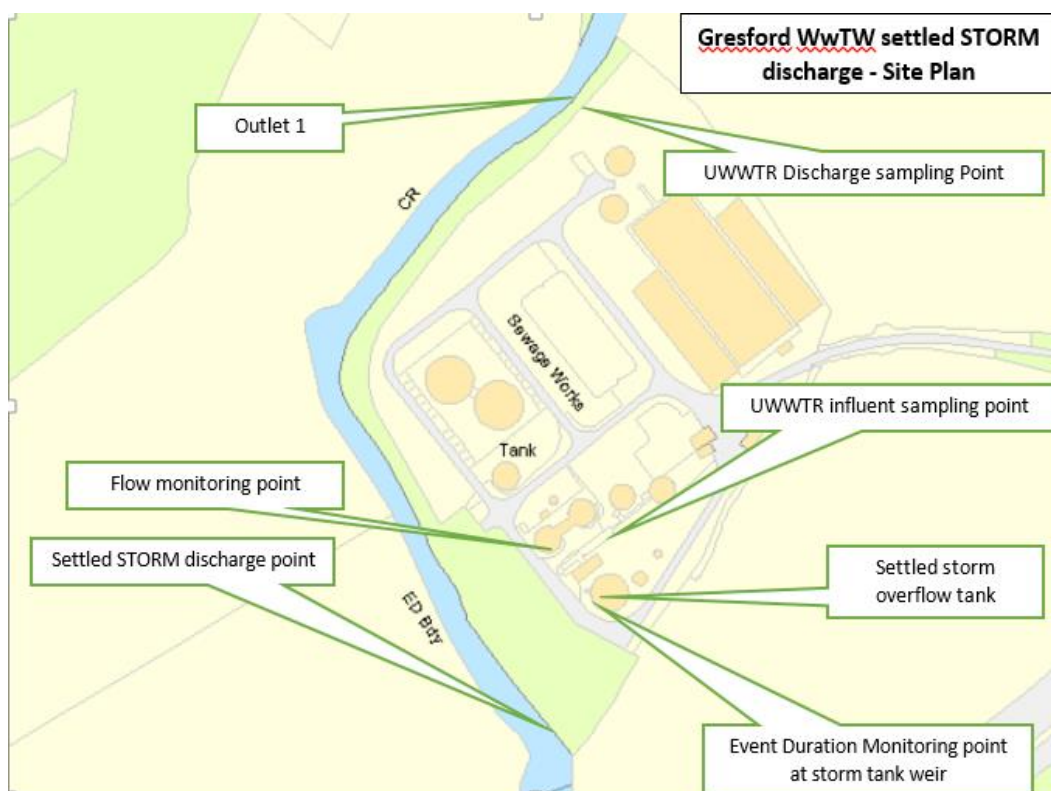 Gresford WwTW settled STORM
discharge - Site Plan
Outlet 1
UWWTR Discharge sampling Point
CR
Sewage Works
UWWTR influent sampling point
Tank
Flow monitoring point
Settled STORM discharge point
Settled storm
overflow tank
ED Bdy
Event Duration Monitoring point
at storm tank weir